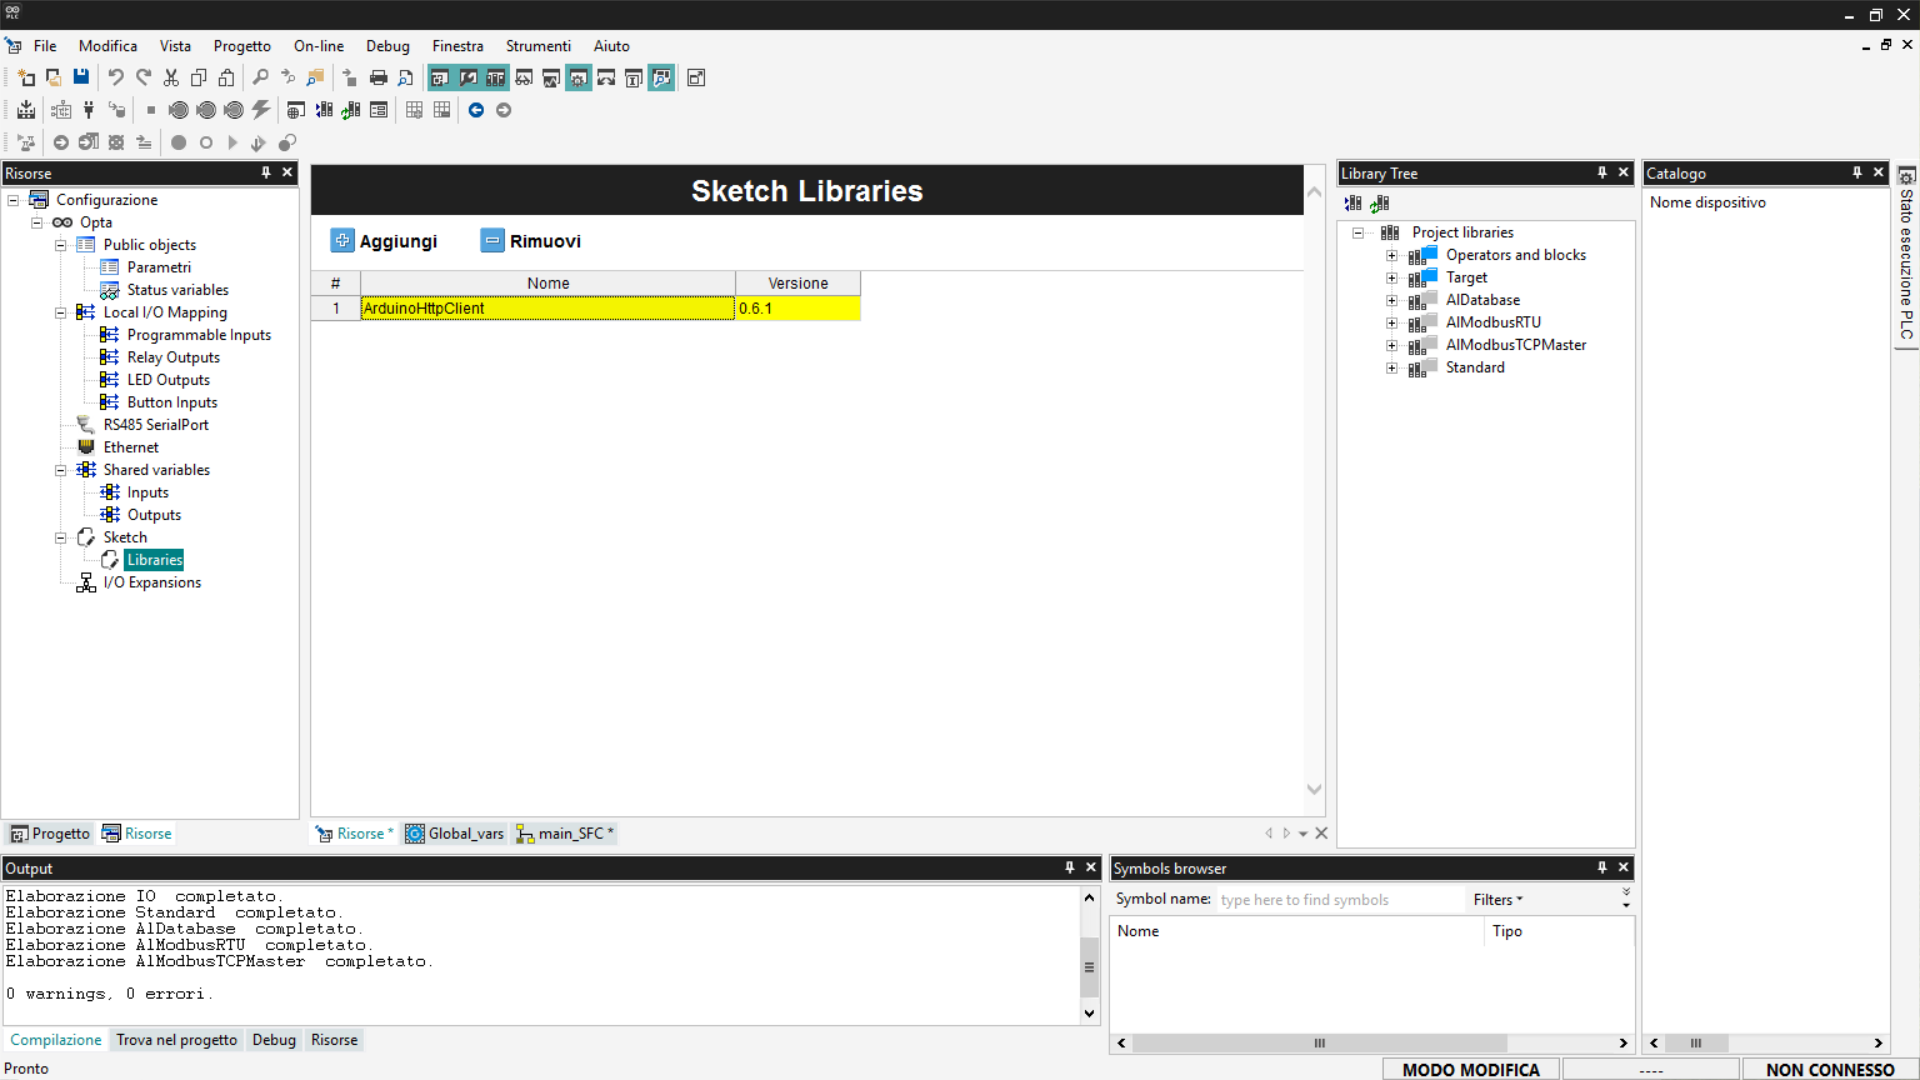 File Modifica Vista Progetto On-line Debug Finestra Strumenti Aiuto
Risorse
Configurazione
Opta
Public objects
Parametri
Status variables
Local I/O Mapping
Programmable Inputs
Relay Outputs
LED Outputs
Button Inputs
RS485 SerialPort
Ethernet
Shared variables
Inputs
Outputs
Sketch
Libraries
I/O Expansions
Progetto Risorse
Sketch Libraries
Aggiungi Rimuovi
# Nome Versione
1 ArduinoHttpClient 0.6.1
Risorse * Global_vars main_SFC *
Library Tree
Project libraries
Operators and blocks
Target
AlDatabase
AlModbusRTU
AlModbusTCPMaster
Standard
Catalogo
Nome dispositivo
Stato esecuzione PLC
Output
Elaborazione IO completato.
Elaborazione Standard completato.
Elaborazione AlDatabase completato.
Elaborazione AlModbusRTU completato.
Elaborazione AlModbusTCPMaster completato.
0 warnings, 0 errori.
Compilazione Trova nel progetto Debug Risorse
Symbols browser
Symbol name: type here to find symbols Filters
Nome Tipo
Pronto
MODO MODIFICA ---- NON CONNESSO